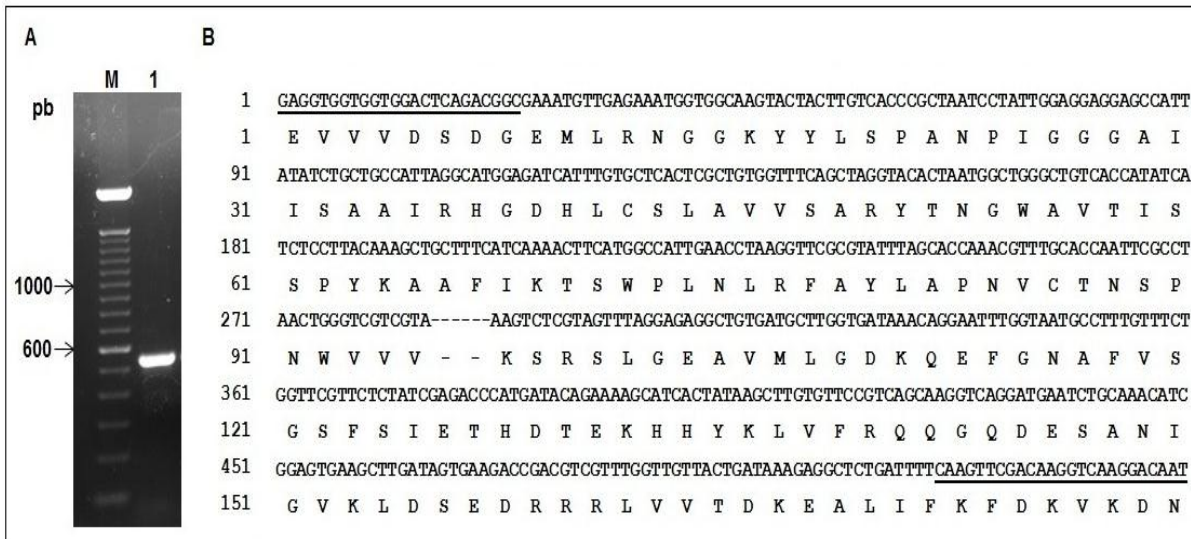 A B
M 1
pb
1000→
600→
1 GAGGTGGTGGTGGACTCAGACGGCGAAATGTTGAGAAATGGTGGCAAGTACTACTTGTCACCCGCTAATCCTATTGGAGGAGGAGCCATT
1 E V V V D S D G E M L R N G G K Y Y L S P A N P I G G G A I
91 ATATCTGCTGCCATTAGGCATGGAGATCATTTGTGCTCACTCGCTGTGGTTTCAGCTAGGTACACTAATGGCTGGGCTGTCACCATATCA
31 I S A A I R H G D H L C S L A V V S A R Y T N G W A V T I S
181 TCTCCTTACAAAGCTGCTTTCATCAAAACTTCATGGCCATTGAACCTAAGGTTCGCGTATTTAGCACCAAACGTTTGCACCAATTCGCCT
61 S P Y K A A F I K T S W P L N L R F A Y L A P N V C T N S P
271 AACTGGGTCGTCGTA------AAGTCTCGTAGTTTAGGAGAGGCTGTGATGCTTGGTGATAAACAGGAATTTGGTAATGCCTTTGTTTCT
91 N W V V V - - K S R S L G E A V M L G D K Q E F G N A F V S
361 GGTTCGTTCTCTATCGAGACCCATGATACAGAAAAGCATCACTATAAGCTTGTGTTCCGTCAGCAAGGTCAGGATGAATCTGCAAACATC
121 G S F S I E T H D T E K H H Y K L V F R Q Q G Q D E S A N I
451 GGAGTGAAGCTTGATAGTGAAGACCGACGTCGTTTGGTTGTTACTGATAAAGAGGCTCTGATTTTCAAGTTCGACAAGGTCAAGGACAAT
151 G V K L D S E D R R R L V V T D K E A L I F K F D K V K D N